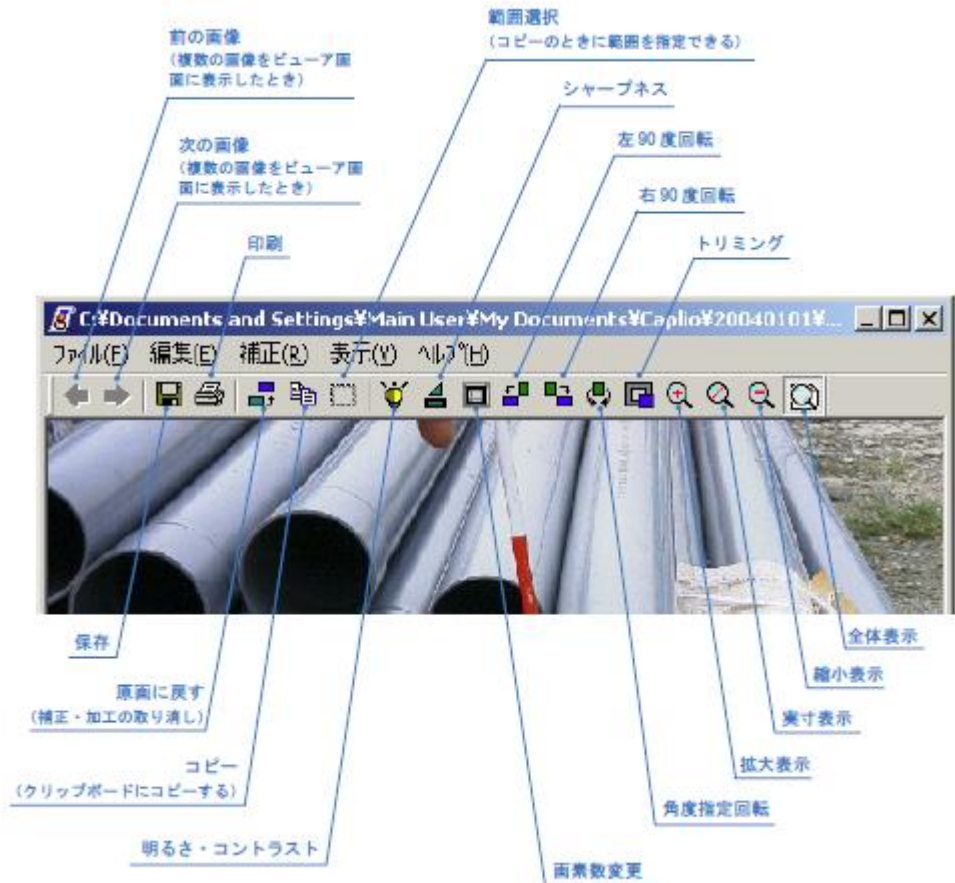 範囲選択
(コピーのときに範囲を指定できる)
前の画像
(複数の画像をビューア画
面に表示したとき)
シャープネス
左90度回転
次の画像
(複数の画像をビューア画
面に表示したとき)
右90度回転
印刷
トリミング
C:¥Documents and Settings¥Main User¥My Documents¥Caplio¥20040101¥...
ファイル(F) 編集(E) 補正(R) 表示(V) ヘルプ(H)
保存
全体表示
縮小表示
原画に戻す
(補正・加工の取り消し)
実寸表示
コピー
(クリップボードにコピーする)
拡大表示
角度指定回転
明るさ・コントラスト
画素数変更